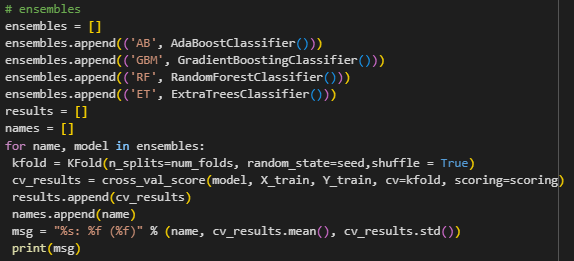 # ensembles
ensembles = []
ensembles.append(('AB', AdaBoostClassifier()))
ensembles.append(('GBM', GradientBoostingClassifier()))
ensembles.append(('RF', RandomForestClassifier()))
ensembles.append(('ET', ExtraTreesClassifier()))
results = []
names = []
for name, model in ensembles:
 kfold = KFold(n_splits=num_folds, random_state=seed,shuffle = True)
 cv_results = cross_val_score(model, X_train, Y_train, cv=kfold, scoring=scoring)
 results.append(cv_results)
 names.append(name)
 msg = "%s: %f (%f)" % (name, cv_results.mean(), cv_results.std())
 print(msg)